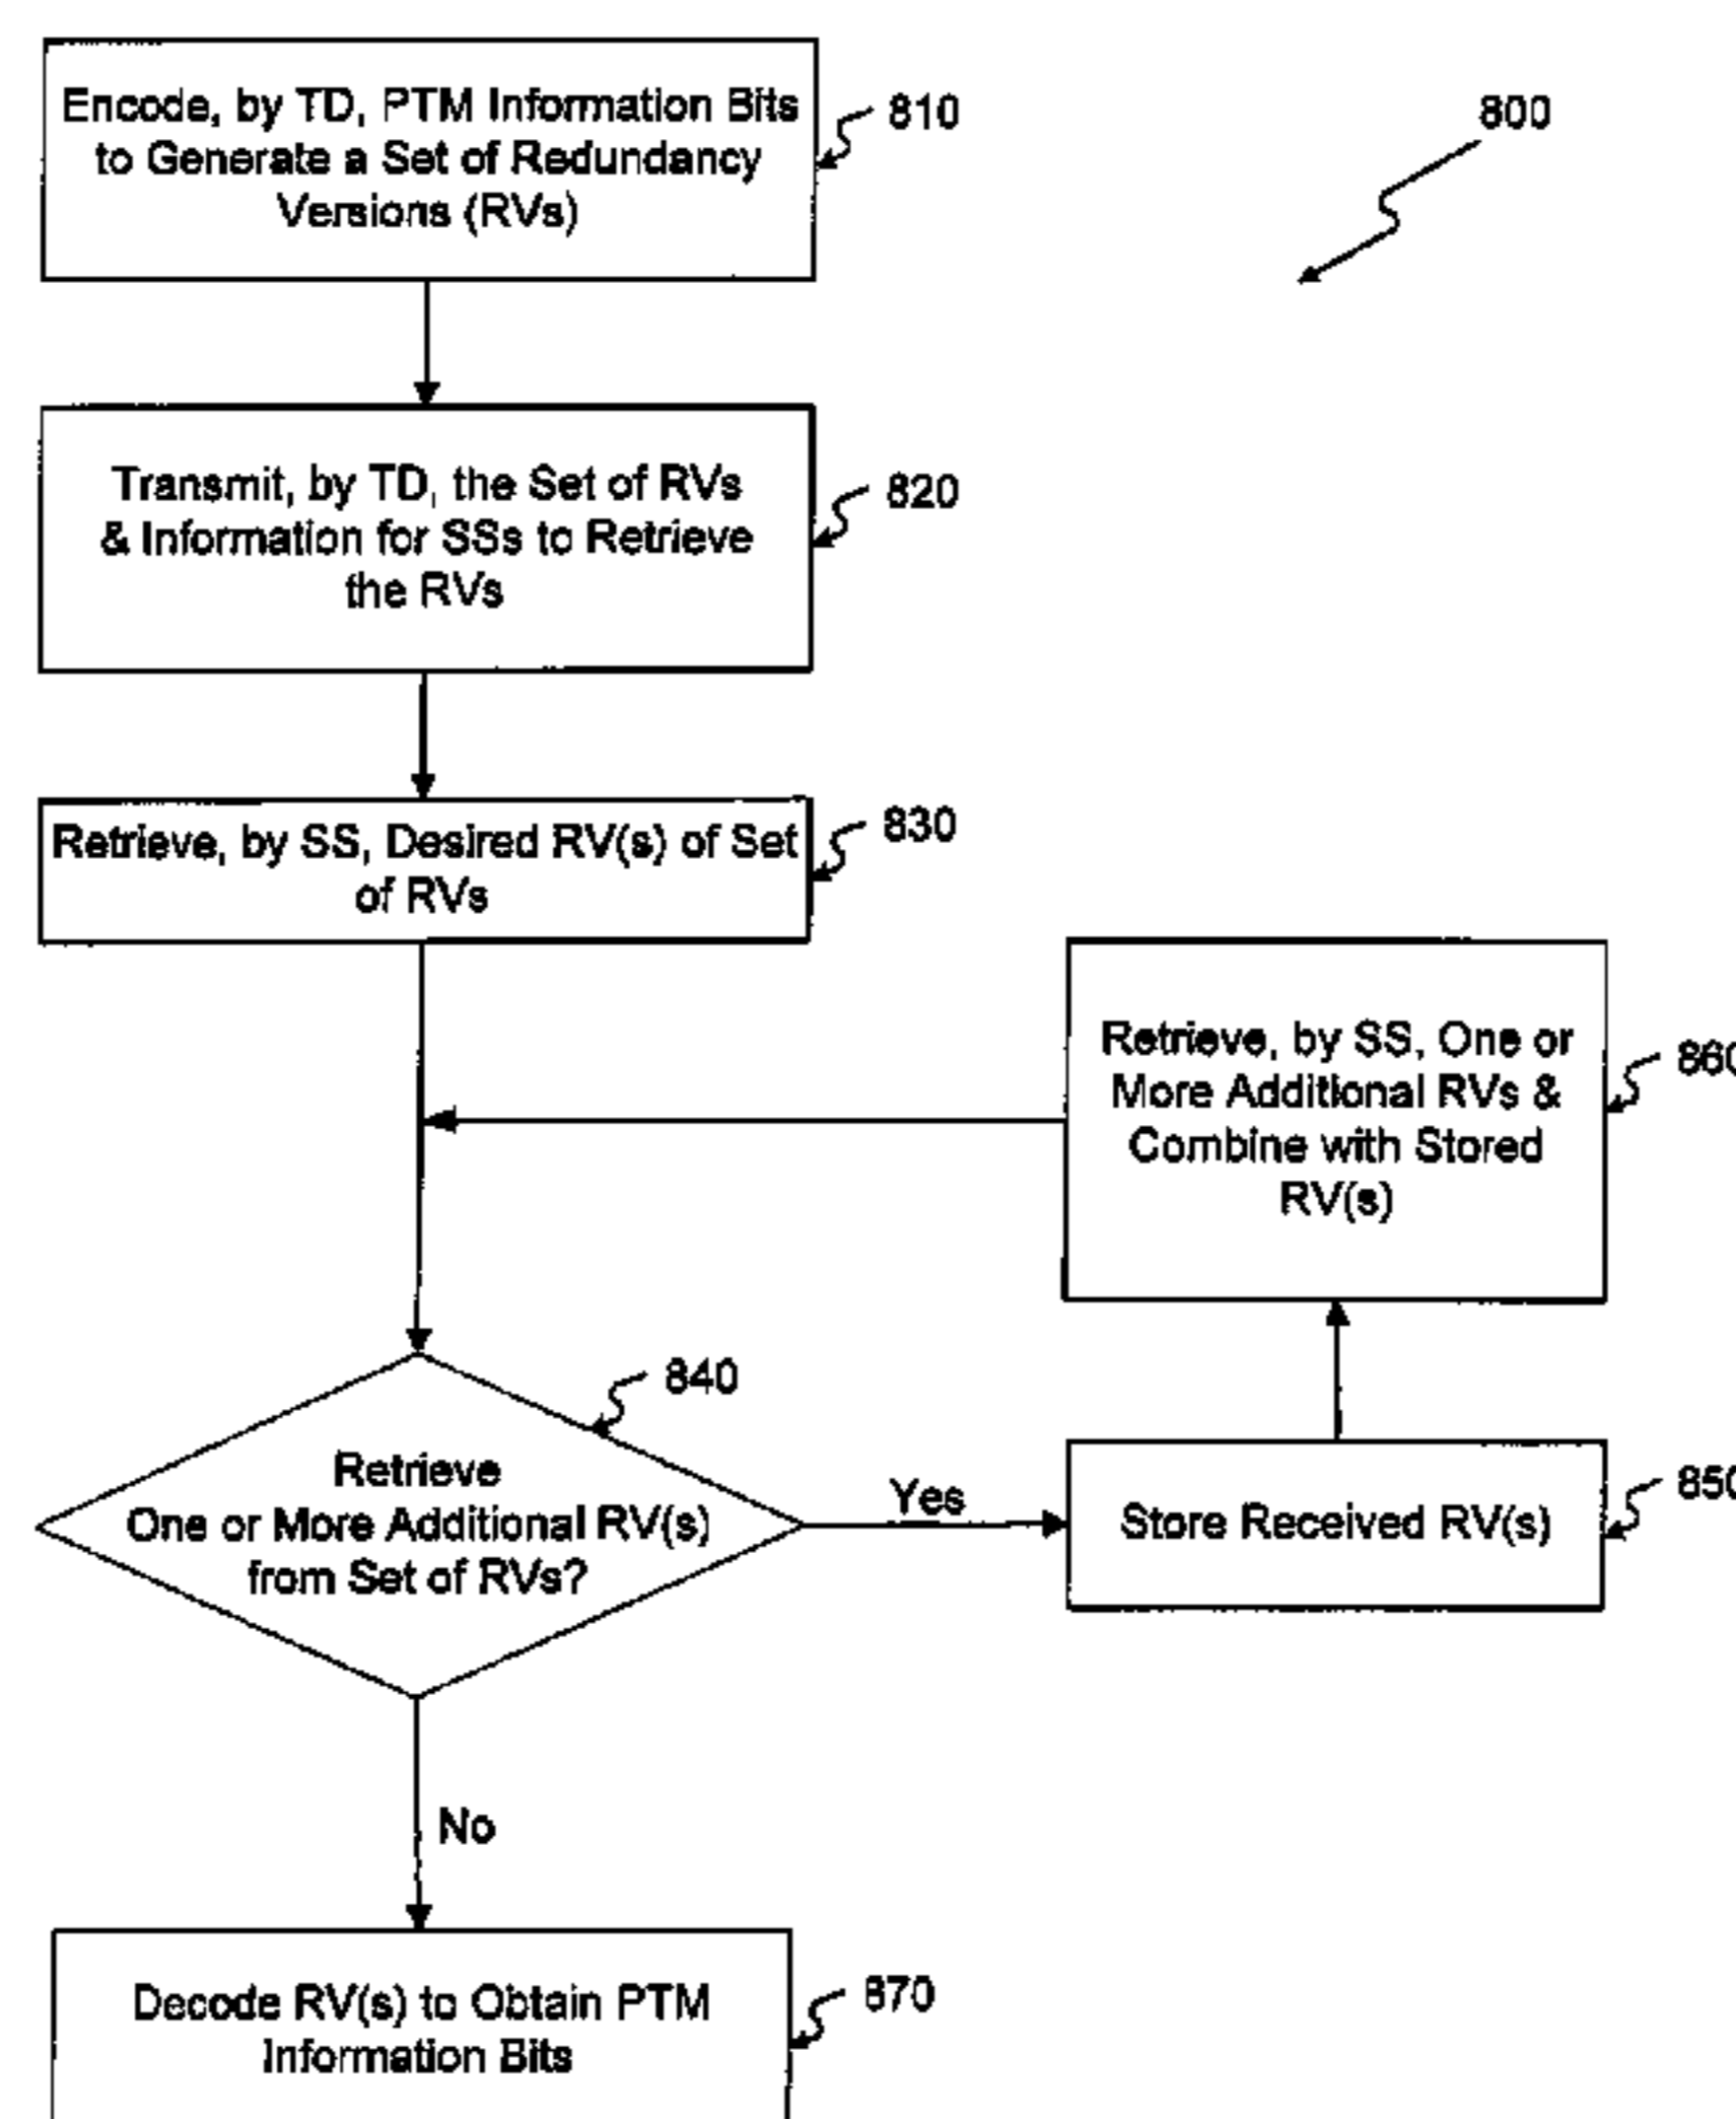 Encode, by TD, PTM Information Bits
to Generate a Set of Redundancy
Versions (RVs)
810
800
Transmit, by TD, the Set of RVs
& Information for SSs to Retrieve
the RVs
820
Retrieve, by SS, Desired RV(s) of Set
of RVs
830
Retrieve, by SS, One or
More Additional RVs &
Combine with Stored
RV(s)
860
840
Retrieve
One or More Additional RV(s)
from Set of RVs?
Yes
Store Received RV(s)
850
No
Decode RV(s) to Obtain PTM
Information Bits
870